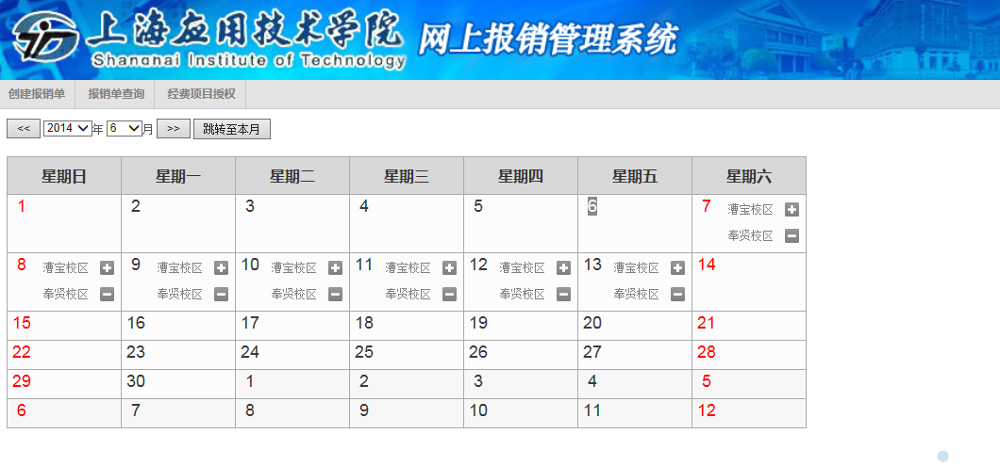 上海应用技术学院 网上报销管理系统
Shanghai Institute of Technology
创建报销单 报销单查询 经费项目授权
<< 2014 年 6 月 >> 跳转至本月
星期日 星期一 星期二 星期三 星期四 星期五 星期六
1 2 3 4 5 6 7 漕宝校区
奉贤校区
8 漕宝校区 9 漕宝校区 10 漕宝校区 11 漕宝校区 12 漕宝校区 13 漕宝校区 14
奉贤校区 奉贤校区 奉贤校区 奉贤校区 奉贤校区 奉贤校区
15 16 17 18 19 20 21
22 23 24 25 26 27 28
29 30 1 2 3 4 5
6 7 8 9 10 11 12